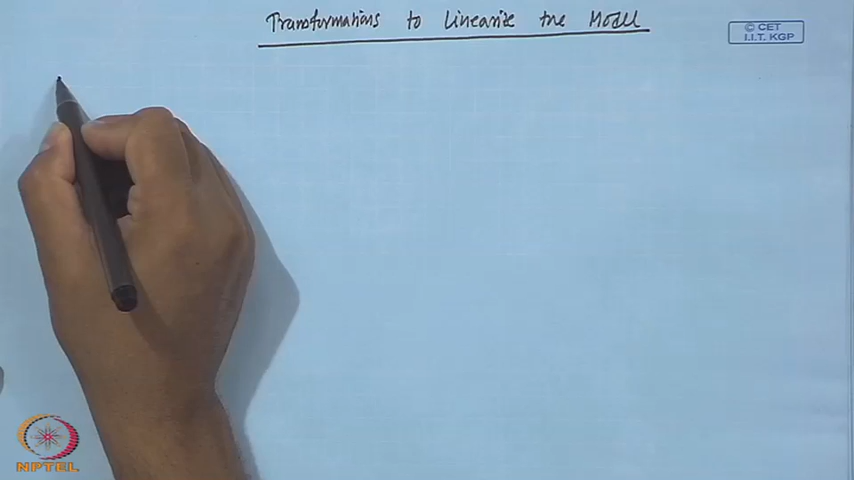 Transformations to Linearize the Model
© CET
I.I.T. KGP
NPTEL